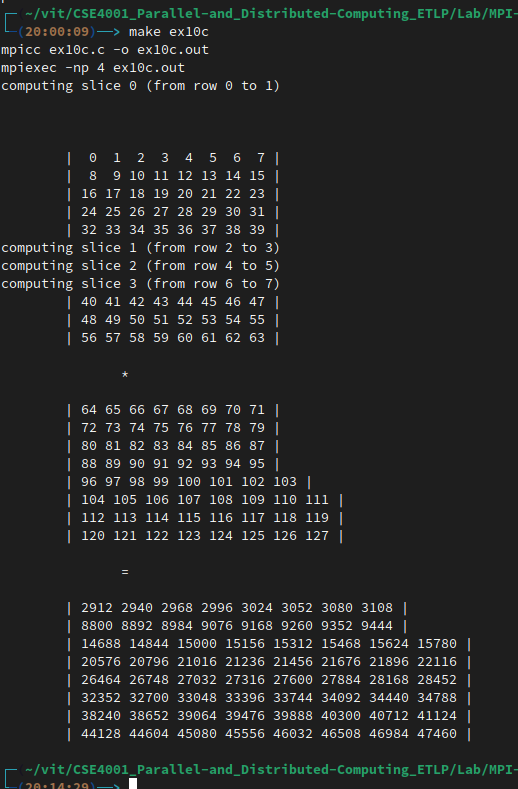 ~/vit/CSE4001_Parallel-and_Distributed-Computing_ETLP/Lab/MPI-
(20:00:09)──> make ex10c
mpicc ex10c.c -o ex10c.out
mpiexec -np 4 ex10c.out
computing slice 0 (from row 0 to 1)
| 0 1 2 3 4 5 6 7 |
| 8 9 10 11 12 13 14 15 |
| 16 17 18 19 20 21 22 23 |
| 24 25 26 27 28 29 30 31 |
| 32 33 34 35 36 37 38 39 |
computing slice 1 (from row 2 to 3)
computing slice 2 (from row 4 to 5)
computing slice 3 (from row 6 to 7)
| 40 41 42 43 44 45 46 47 |
| 48 49 50 51 52 53 54 55 |
| 56 57 58 59 60 61 62 63 |
*
| 64 65 66 67 68 69 70 71 |
| 72 73 74 75 76 77 78 79 |
| 80 81 82 83 84 85 86 87 |
| 88 89 90 91 92 93 94 95 |
| 96 97 98 99 100 101 102 103 |
| 104 105 106 107 108 109 110 111 |
| 112 113 114 115 116 117 118 119 |
| 120 121 122 123 124 125 126 127 |
=
| 2912 2940 2968 2996 3024 3052 3080 3108 |
| 8800 8892 8984 9076 9168 9260 9352 9444 |
| 14688 14844 15000 15156 15312 15468 15624 15780 |
| 20576 20796 21016 21236 21456 21676 21896 22116 |
| 26464 26748 27032 27316 27600 27884 28168 28452 |
| 32352 32700 33048 33396 33744 34092 34440 34788 |
| 38240 38652 39064 39476 39888 40300 40712 41124 |
| 44128 44604 45080 45556 46032 46508 46984 47460 |
~/vit/CSE4001_Parallel-and_Distributed-Computing_ETLP/Lab/MPI-
(20:14:29)──>